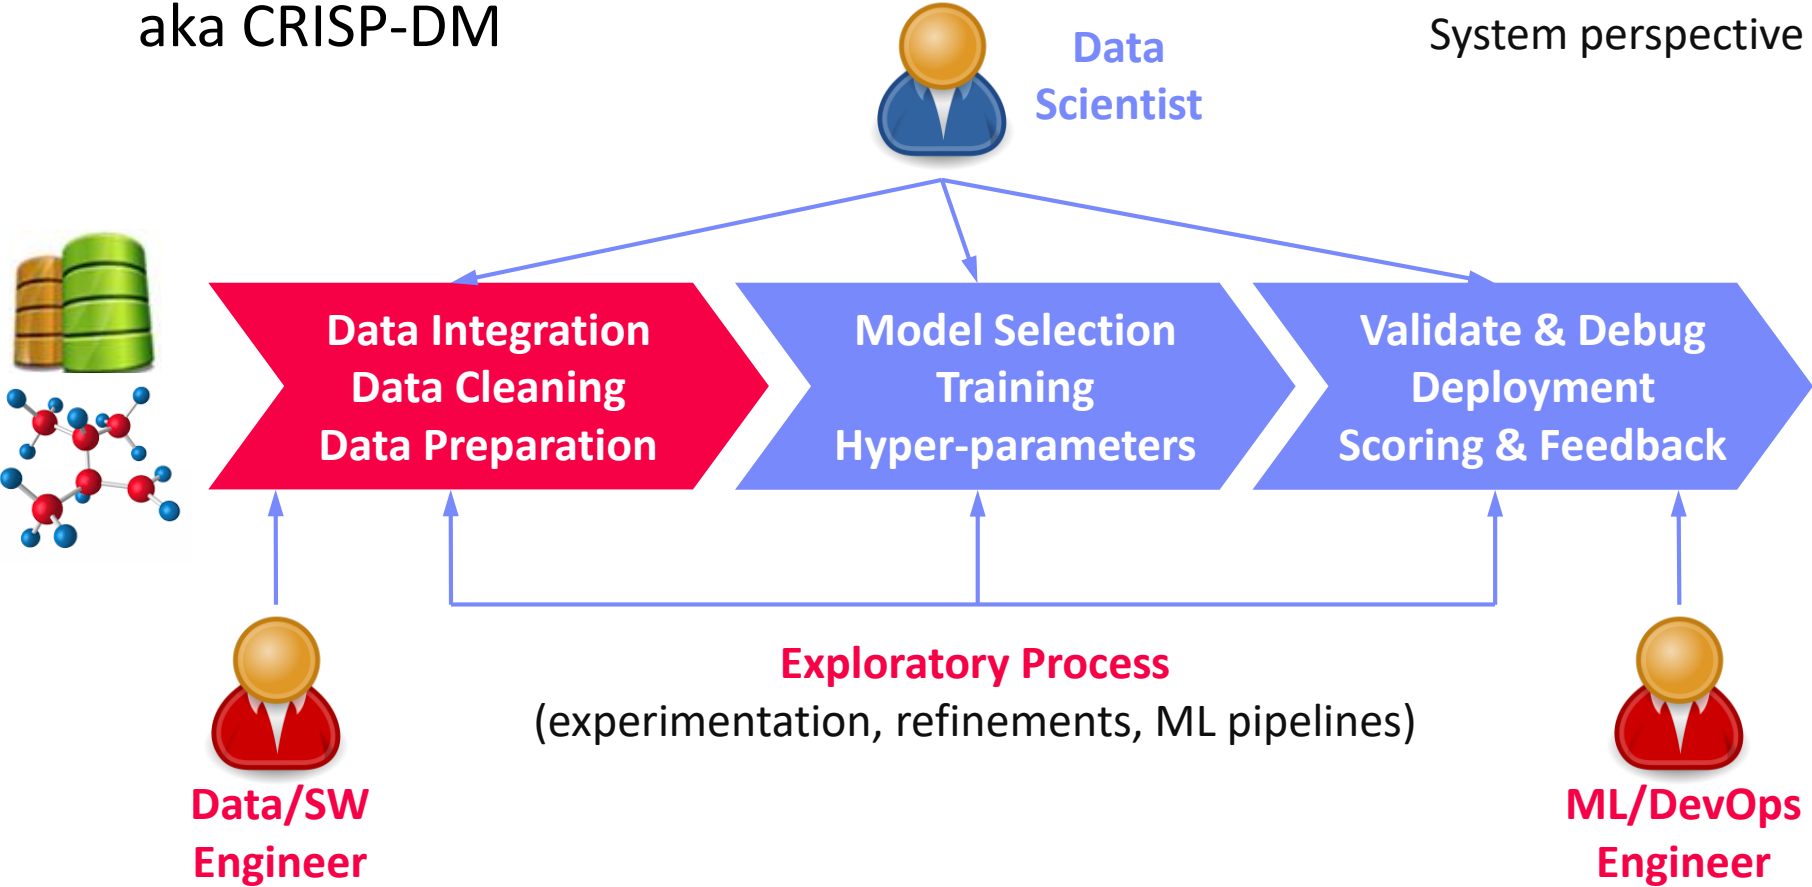 aka CRISP-DM
System perspective
Data
Scientist
Data Integration
Data Cleaning
Data Preparation
Model Selection
Training
Hyper-parameters
Validate & Debug
Deployment
Scoring & Feedback
Exploratory Process
(experimentation, refinements, ML pipelines)
Data/SW
Engineer
ML/DevOps
Engineer